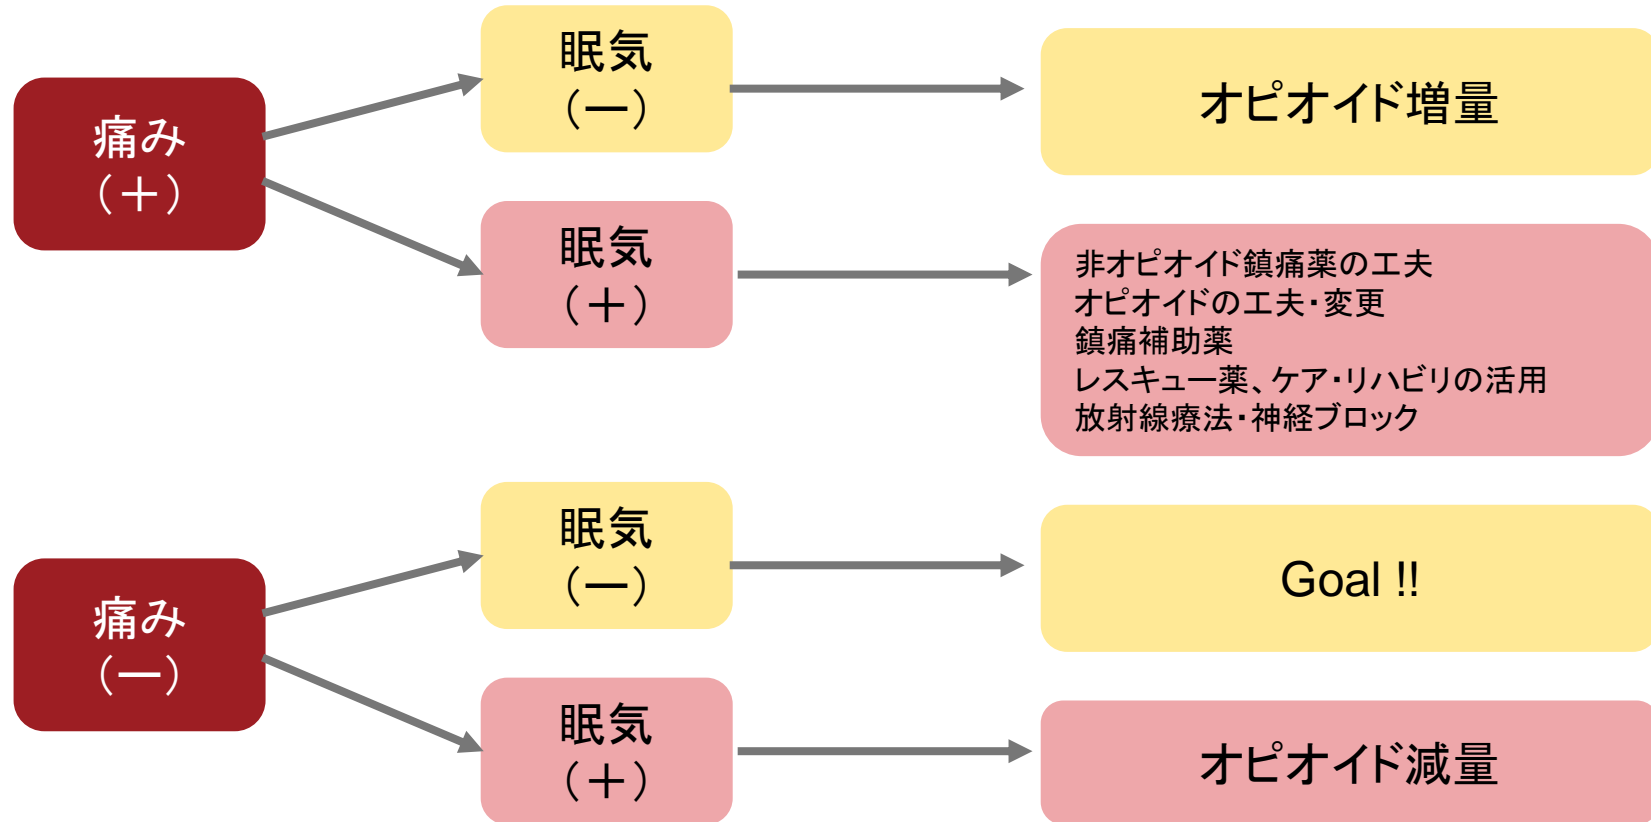 痛み
（＋）
眠気
（ー）
オピオイド増量
眠気
（＋）
非オピオイド鎮痛薬の工夫
オピオイドの工夫・変更
鎮痛補助薬
レスキュー薬、ケア・リハビリの活用
放射線療法・神経ブロック
痛み
（ー）
眠気
（ー）
Goal !!
眠気
（＋）
オピオイド減量